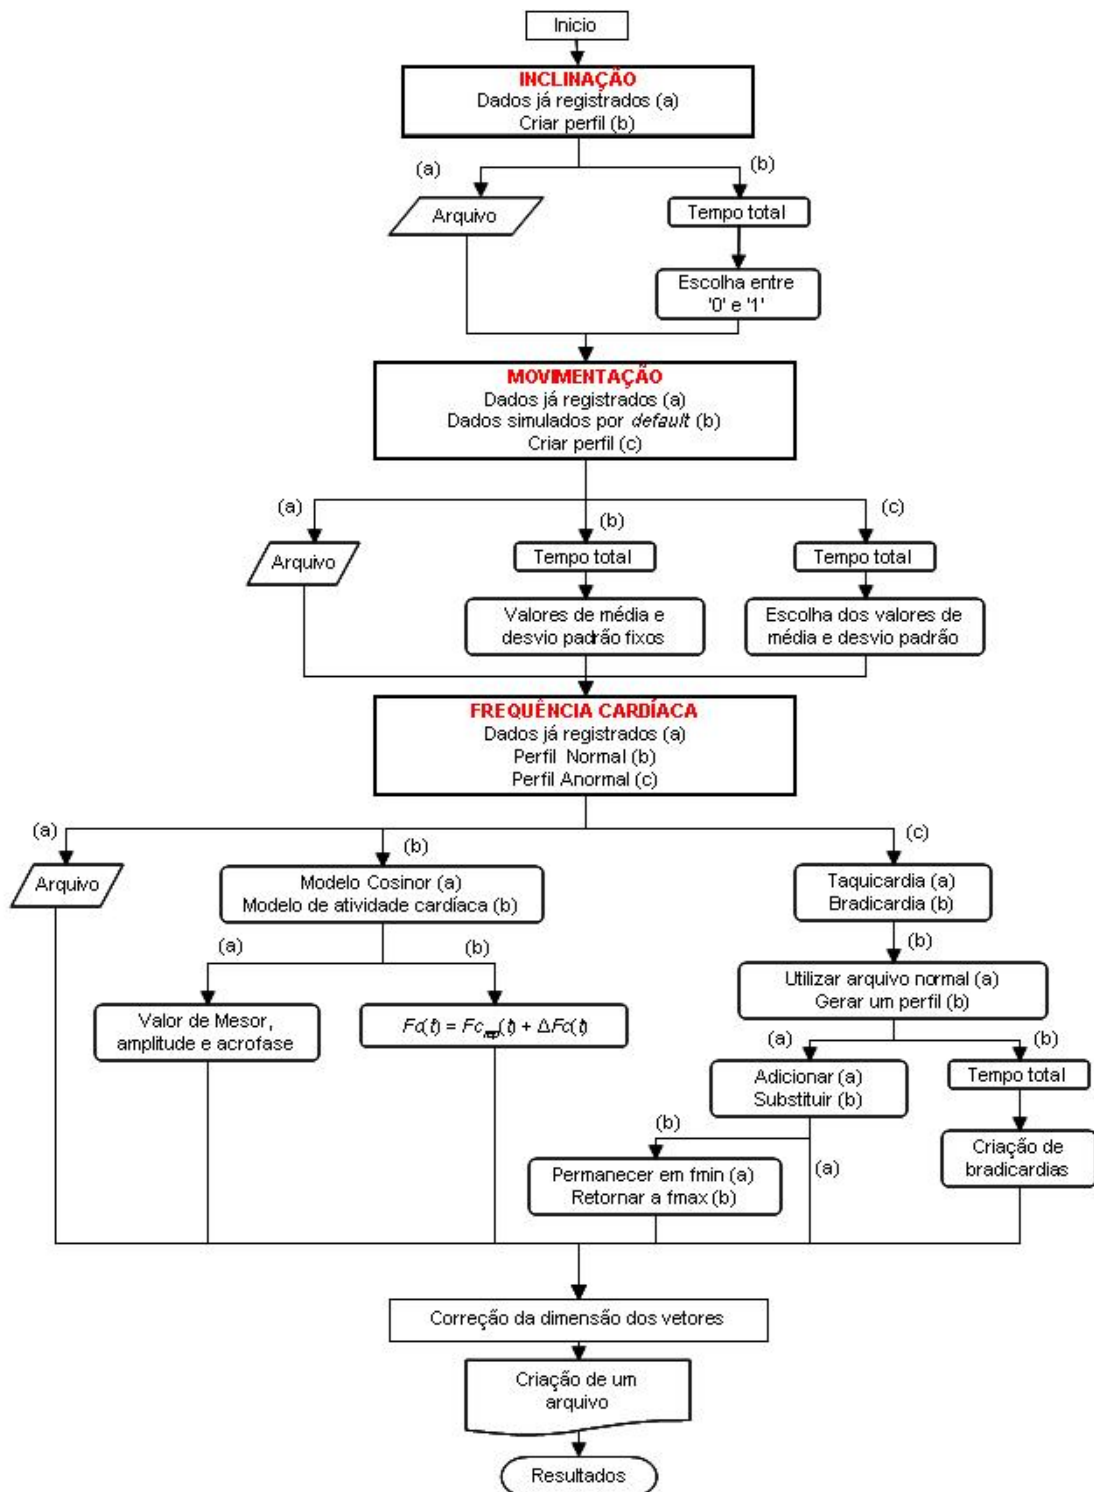 Inicio
INCLINAÇÃO
Dados já registrados (a)
Criar perfil (b)
(a)
(b)
Arquivo
Tempo total
Escolha entre
'0' e '1'
MOVIMENTAÇÃO
Dados já registrados (a)
Dados simulados por default (b)
Criar perfil (c)
(a)
(b)
(c)
Arquivo
Tempo total
Tempo total
Valores de média e
desvio padrão fixos
Escolha dos valores de
média e desvio padrão
FREQUÊNCIA CARDÍACA
Dados já registrados (a)
Perfil Normal (b)
Perfil Anormal (c)
(a)
(b)
(c)
Arquivo
Modelo Cosinor (a)
Modelo de atividade cardíaca (b)
Taquicardia (a)
Bradicardia (b)
(a)
(b)
(b)
Valor de Mesor,
amplitude e acrofase
Fc(t) = Fcrep(t) + ΔFc(t)
Utilizar arquivo normal (a)
Gerar um perfil (b)
(a)
(b)
Adicionar (a)
Substituir (b)
Tempo total
(b)
(a)
Permanecer em fmin (a)
Retornar a fmax (b)
Criação de
bradicardias
Correção da dimensão dos vetores
Criação de um
arquivo
Resultados